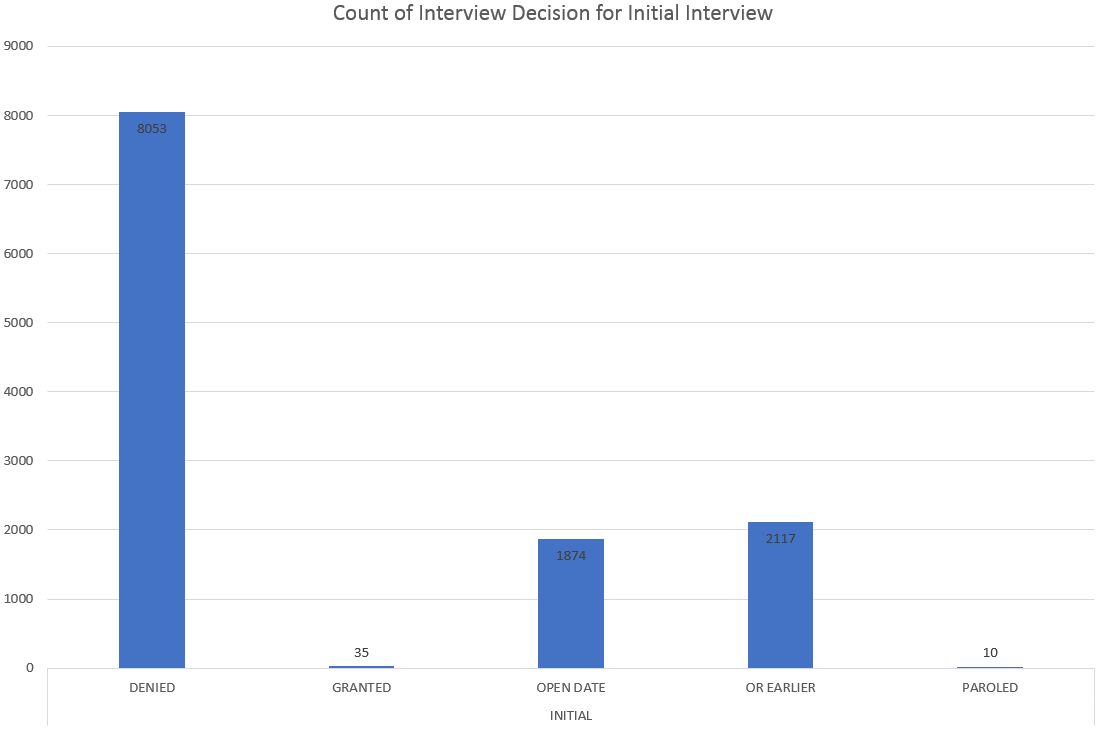 Count of Interview Decision for Initial Interview
9000
8000
7000
6000
5000
4000
3000
2000
1000
0
8053
35
1874
2117
10
DENIED
GRANTED
OPEN DATE
OR EARLIER
PAROLED
INITIAL